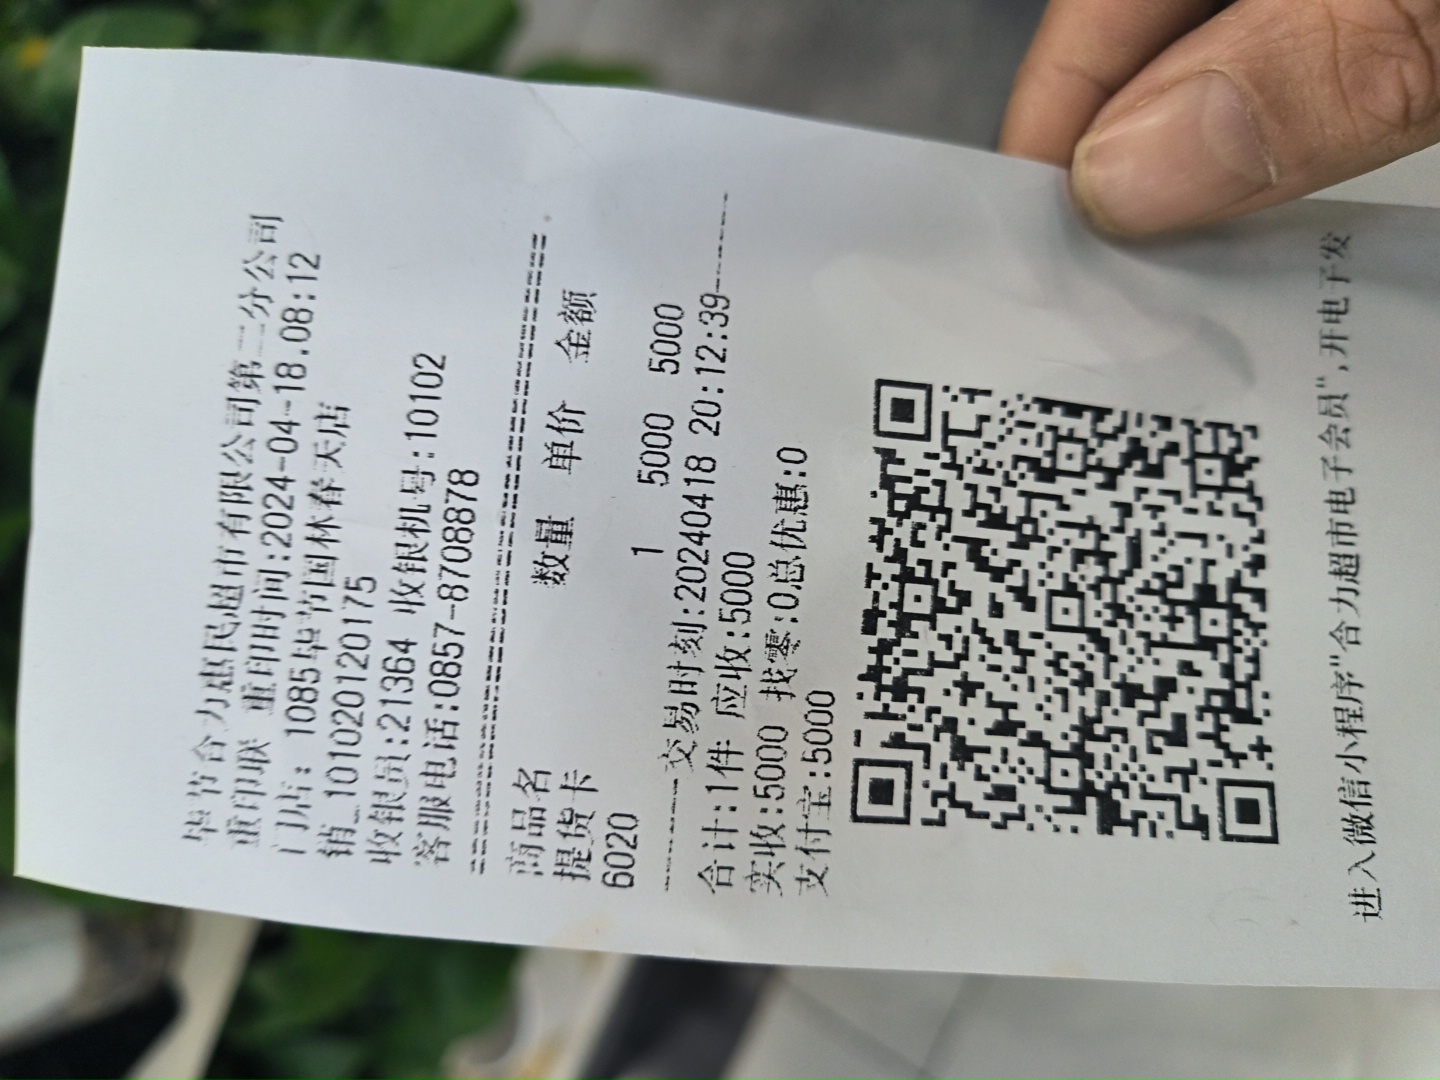 毕节合力惠民超市有限公司第二分公司
重印联 重印时间:2024-04-18.08:12
门店: 1085毕节国林春天店
销_1010201220175
收银员:21364 收银机号:10102
客服电话:0857-8708878
商品名 数量 单价 金额
提货卡
6020 1 5000 5000
交易时刻:20240418 20:12:39
合计:1件 应收:5000
实收:5000 找零:0总优惠:0
支付宝:5000
进入微信小程序"合力超市电子会员",开电子发